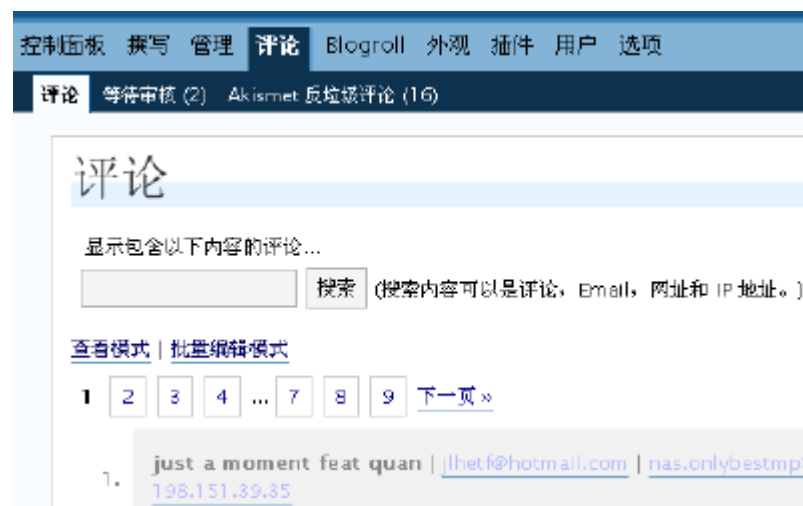 控制面板 撰写 管理 评论 Blogroll 外观 插件 用户 选项
评论 等待审核 (2) Akismet 反垃圾评论 (16)
评论
显示包含以下内容的评论...
搜索 (搜索内容可以是评论，Email，网址和 IP 地址。)
查看模式 | 批量编辑模式
1 2 3 4 ... 7 8 9 下一页 »
1. just a moment feat quan | jlhetf@hotmail.com | nas.onlybestmp
198.151.39.35